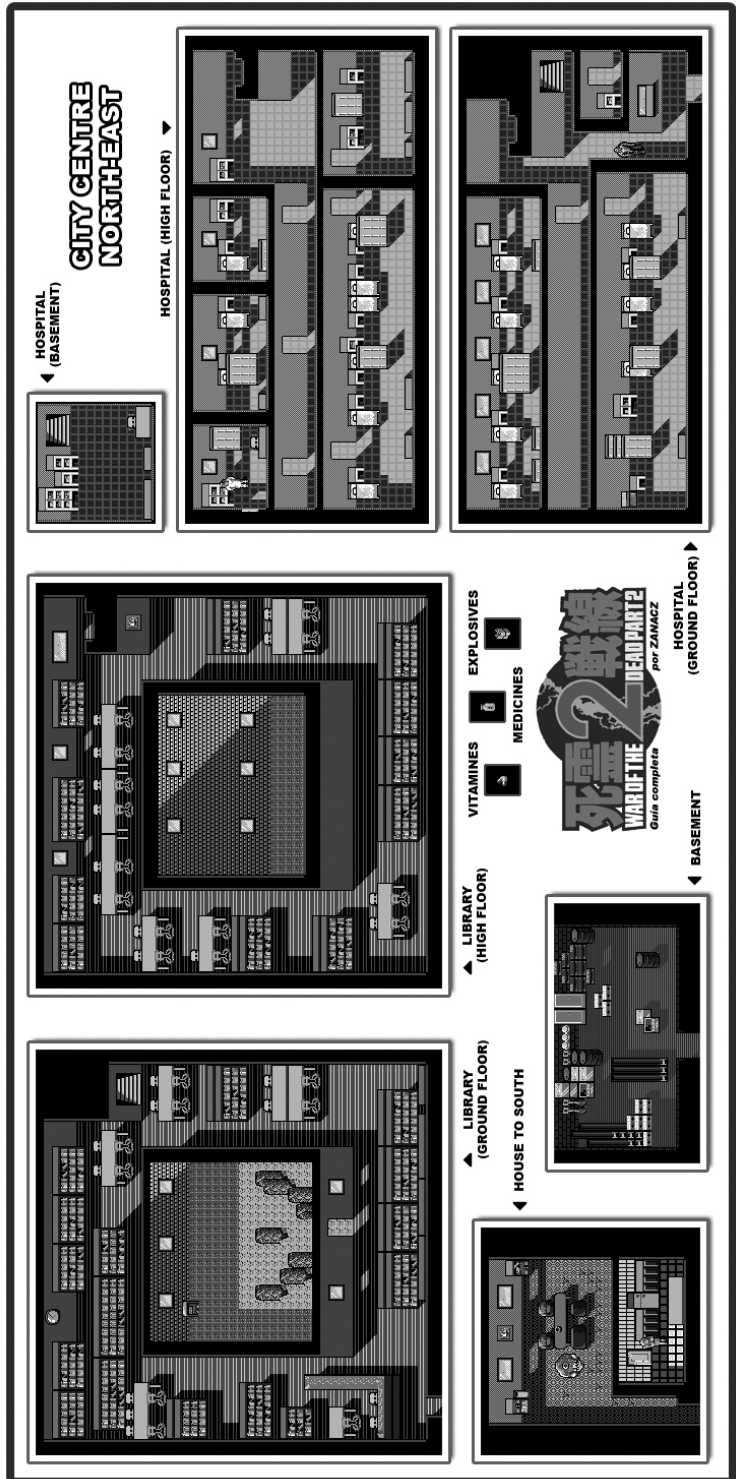 CITY CENTRE
NORTH-EAST
HOSPITAL
(BASEMENT)
HOSPITAL (HIGH FLOOR)
HOSPITAL
(GROUND FLOOR)
LIBRARY
(HIGH FLOOR)
VITAMINES
MEDICINES
EXPLOSIVES
死霊戦線
2
WAR OF THE DEAD PART 2
Guía completa
por ZANACZ
LIBRARY
(GROUND FLOOR)
HOUSE TO SOUTH
BASEMENT